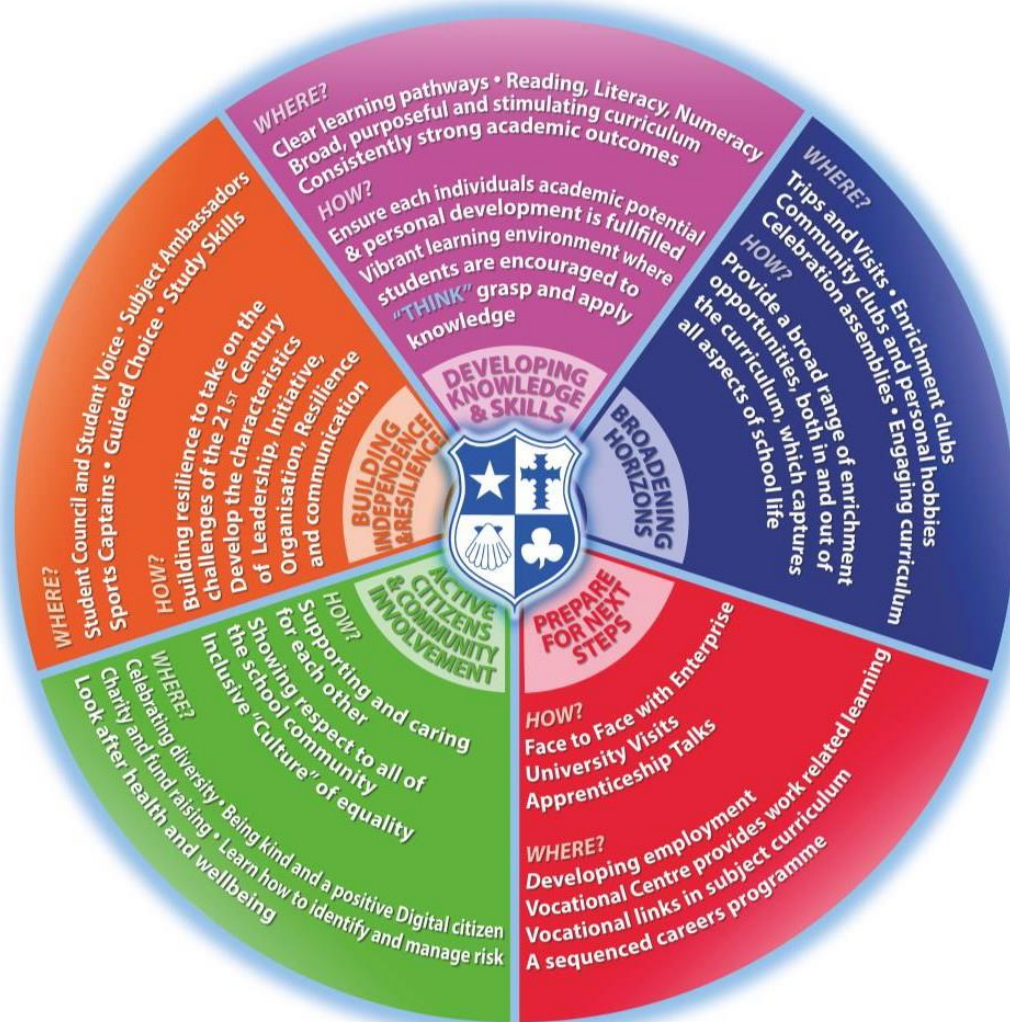 WHERE?
Clear learning pathways • Reading, Literacy, Numeracy
Broad, purposeful and stimulating curriculum
Consistently strong academic outcomes
HOW?
Ensure each individuals academic potential
& personal development is fullfilled
Vibrant learning environment where
students are encouraged to
"THINK" grasp and apply
knowledge
DEVELOPING
KNOWLEDGE
& SKILLS
WHERE?
Trips and Visits • Enrichment clubs
Community clubs and personal hobbies
Celebration assemblies • Engaging curriculum
HOW?
Provide a broad range of enrichment
opportunities, both in and out of
the curriculum, which captures
all aspects of school life
BROADENING
HORIZONS
PREPARE
FOR NEXT
STEPS
HOW?
Face to Face with Enterprise
University Visits
Apprenticeship Talks
WHERE?
Developing employment
Vocational Centre provides work related learning
Vocational links in subject curriculum
A sequenced careers programme
ACTIVE
CITIZENS
& COMMUNITY
INVOLVEMENT
HOW?
Supporting and caring
for each other
Showing respect to all of
the school community
Inclusive "Culture" of equality
WHERE?
Celebrating diversity • Being kind and a positive Digital citizen
Charity and fund raising • Learn how to identify and manage risk
Look after health and wellbeing
WHERE?
Student Council and Student Voice • Subject Ambassadors
Sports Captains • Guided Choice • Study Skills
HOW?
Building resilience to take on the
challenges of the 21ST Century
Develop the characteristics
of Leadership, Initiative,
Organisation, Resilience
and communication
BUILDING
INDEPENDENCE
& RESILIENCE